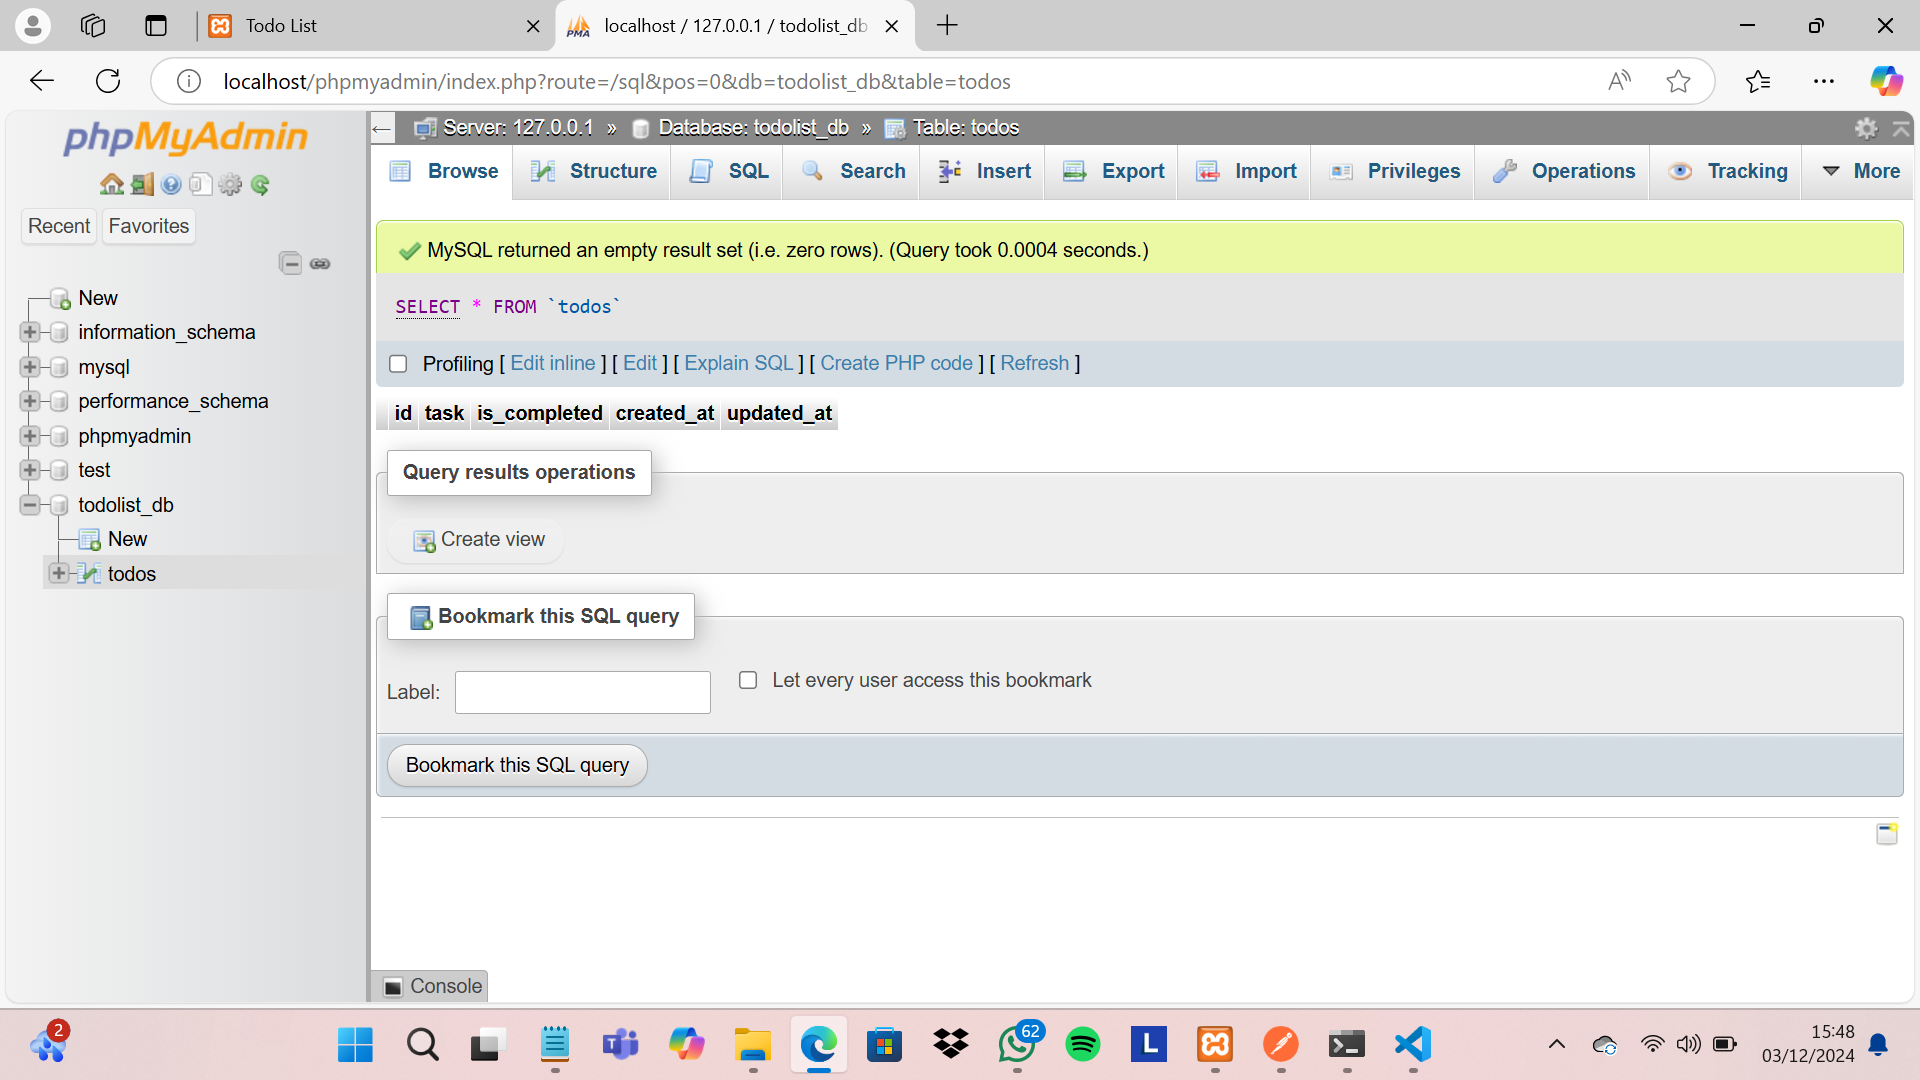 Todo List
localhost / 127.0.0.1 / todolist_db
localhost/phpmyadmin/index.php?route=/sql&pos=0&db=todolist_db&table=todos
phpMyAdmin
Recent Favorites
New
information_schema
mysql
performance_schema
phpmyadmin
test
todolist_db
New
todos
Server: 127.0.0.1 » Database: todolist_db » Table: todos
Browse Structure SQL Search Insert Export Import Privileges Operations Tracking More
MySQL returned an empty result set (i.e. zero rows). (Query took 0.0004 seconds.)
SELECT * FROM `todos`
Profiling [ Edit inline ] [ Edit ] [ Explain SQL ] [ Create PHP code ] [ Refresh ]
id task is_completed created_at updated_at
Query results operations
Create view
Bookmark this SQL query
Label:
Let every user access this bookmark
Bookmark this SQL query
Console
2
62
15:48
03/12/2024